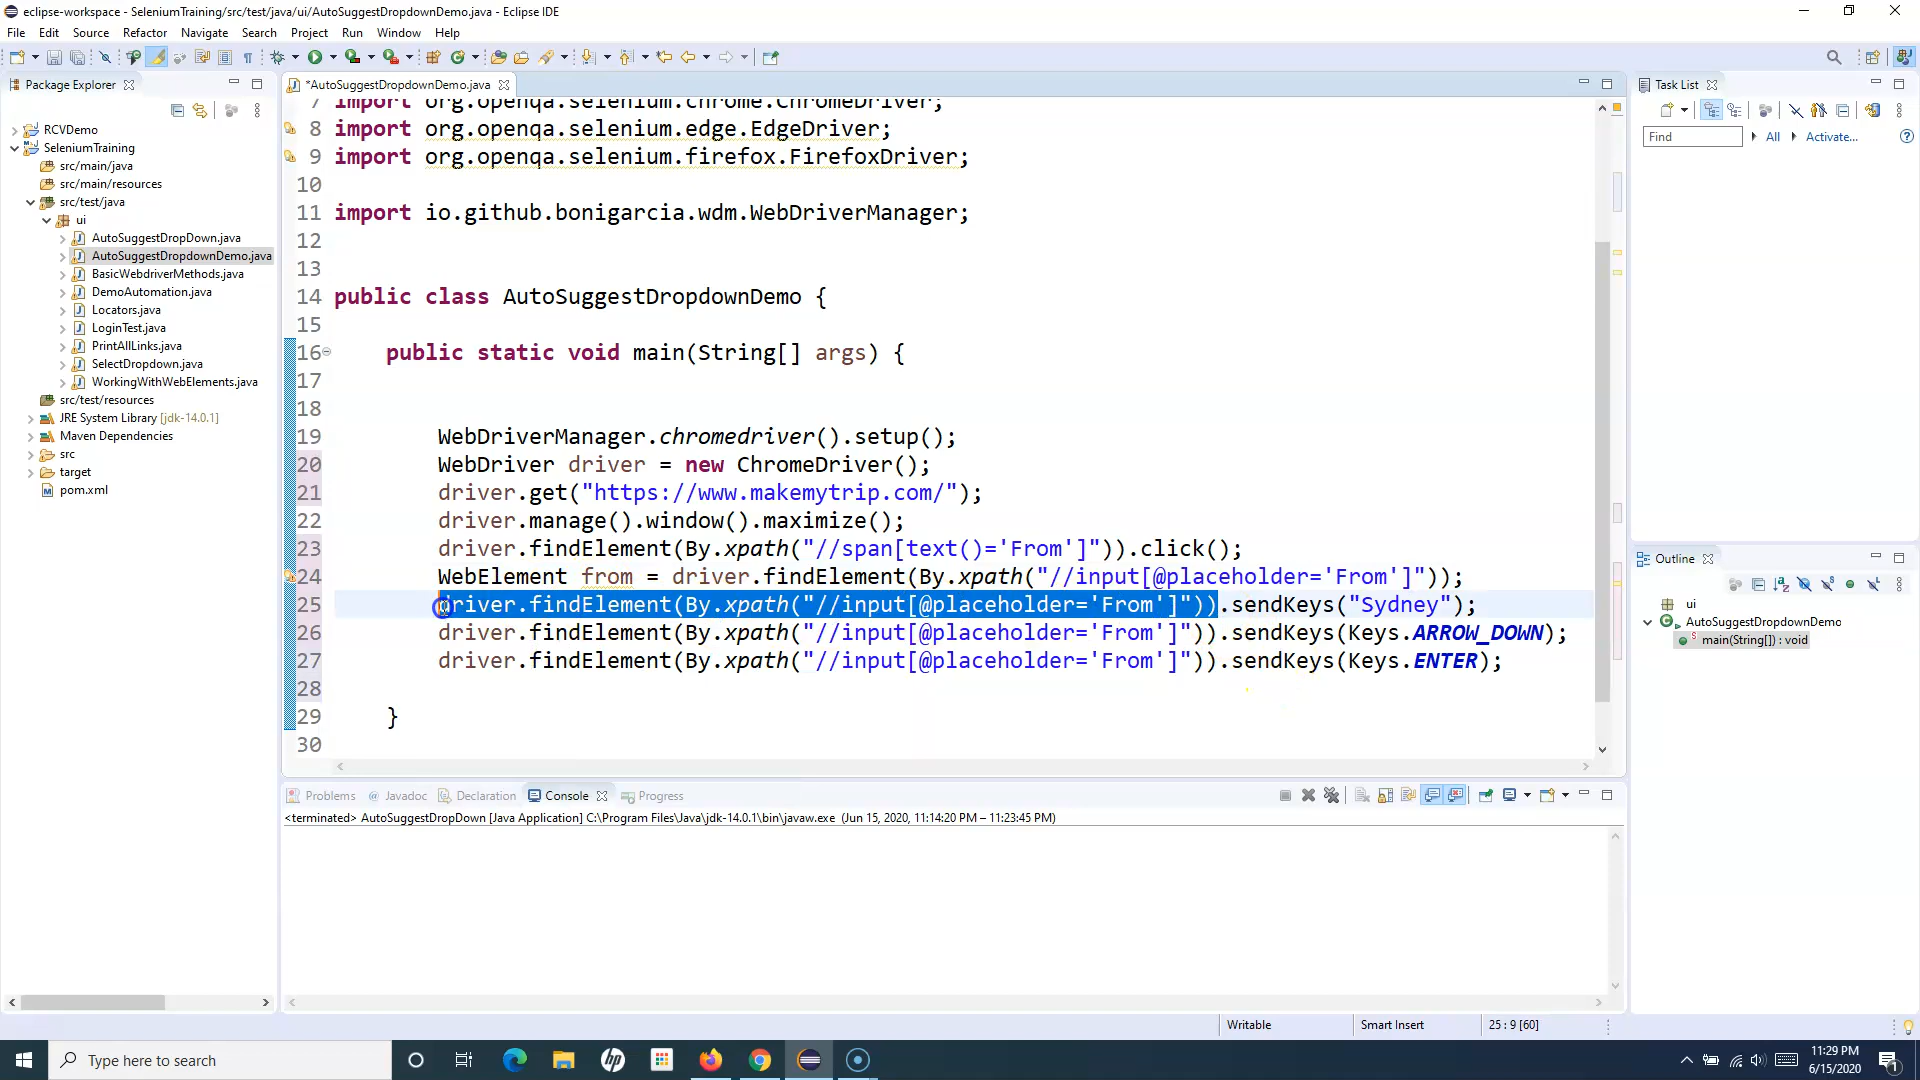 eclipse-workspace - SeleniumTraining/src/test/java/ui/AutoSuggestDropdownDemo.java - Eclipse IDE
File Edit Source Refactor Navigate Search Project Run Window Help
Package Explorer
*AutoSuggestDropdownDemo.java
Task List
Find
All
Activate...
RCVDemo
SeleniumTraining
src/main/java
src/main/resources
src/test/java
ui
AutoSuggestDropDown.java
AutoSuggestDropdownDemo.java
BasicWebdriverMethods.java
DemoAutomation.java
Locators.java
LoginTest.java
PrintAllLinks.java
SelectDropdown.java
WorkingWithWebElements.java
src/test/resources
JRE System Library [jdk-14.0.1]
Maven Dependencies
src
target
pom.xml
7 import org.openqa.selenium.chrome.ChromeDriver;
8 import org.openqa.selenium.edge.EdgeDriver;
9 import org.openqa.selenium.firefox.FirefoxDriver;
10
11 import io.github.bonigarcia.wdm.WebDriverManager;
12
13
14 public class AutoSuggestDropdownDemo {
15
16 public static void main(String[] args) {
17
18
19 WebDriverManager.chromedriver().setup();
20 WebDriver driver = new ChromeDriver();
21 driver.get("https://www.makemytrip.com/");
22 driver.manage().window().maximize();
23 driver.findElement(By.xpath("//span[text()='From']")).click();
24 WebElement from = driver.findElement(By.xpath("//input[@placeholder='From']"));
25 driver.findElement(By.xpath("//input[@placeholder='From']")).sendKeys("Sydney");
26 driver.findElement(By.xpath("//input[@placeholder='From']")).sendKeys(Keys.ARROW_DOWN);
27 driver.findElement(By.xpath("//input[@placeholder='From']")).sendKeys(Keys.ENTER);
28
29 }
30
Outline
ui
AutoSuggestDropdownDemo
main(String[]) : void
Problems Javadoc Declaration Console Progress
<terminated> AutoSuggestDropDown [Java Application] C:\Program Files\Java\jdk-14.0.1\bin\javaw.exe (Jun 15, 2020, 11:14:20 PM – 11:23:45 PM)
Writable
Smart Insert
25 : 9 [60]
Type here to search
11:29 PM
6/15/2020
1